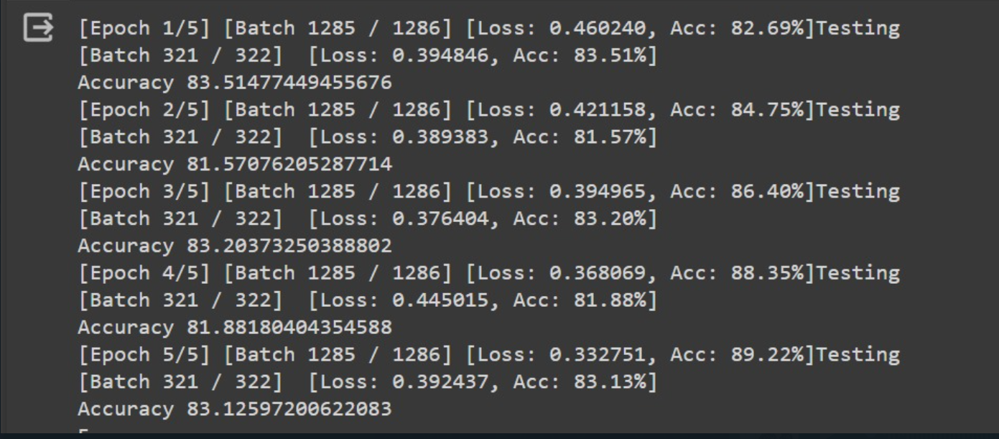 [Epoch 1/5] [Batch 1285 / 1286] [Loss: 0.460240, Acc: 82.69%]Testing
[Batch 321 / 322]  [Loss: 0.394846, Acc: 83.51%]
Accuracy 83.51477449455676
[Epoch 2/5] [Batch 1285 / 1286] [Loss: 0.421158, Acc: 84.75%]Testing
[Batch 321 / 322]  [Loss: 0.389383, Acc: 81.57%]
Accuracy 81.57076205287714
[Epoch 3/5] [Batch 1285 / 1286] [Loss: 0.394965, Acc: 86.40%]Testing
[Batch 321 / 322]  [Loss: 0.376404, Acc: 83.20%]
Accuracy 83.20373250388802
[Epoch 4/5] [Batch 1285 / 1286] [Loss: 0.368069, Acc: 88.35%]Testing
[Batch 321 / 322]  [Loss: 0.445015, Acc: 81.88%]
Accuracy 81.88180404354588
[Epoch 5/5] [Batch 1285 / 1286] [Loss: 0.332751, Acc: 89.22%]Testing
[Batch 321 / 322]  [Loss: 0.392437, Acc: 83.13%]
Accuracy 83.12597200622083